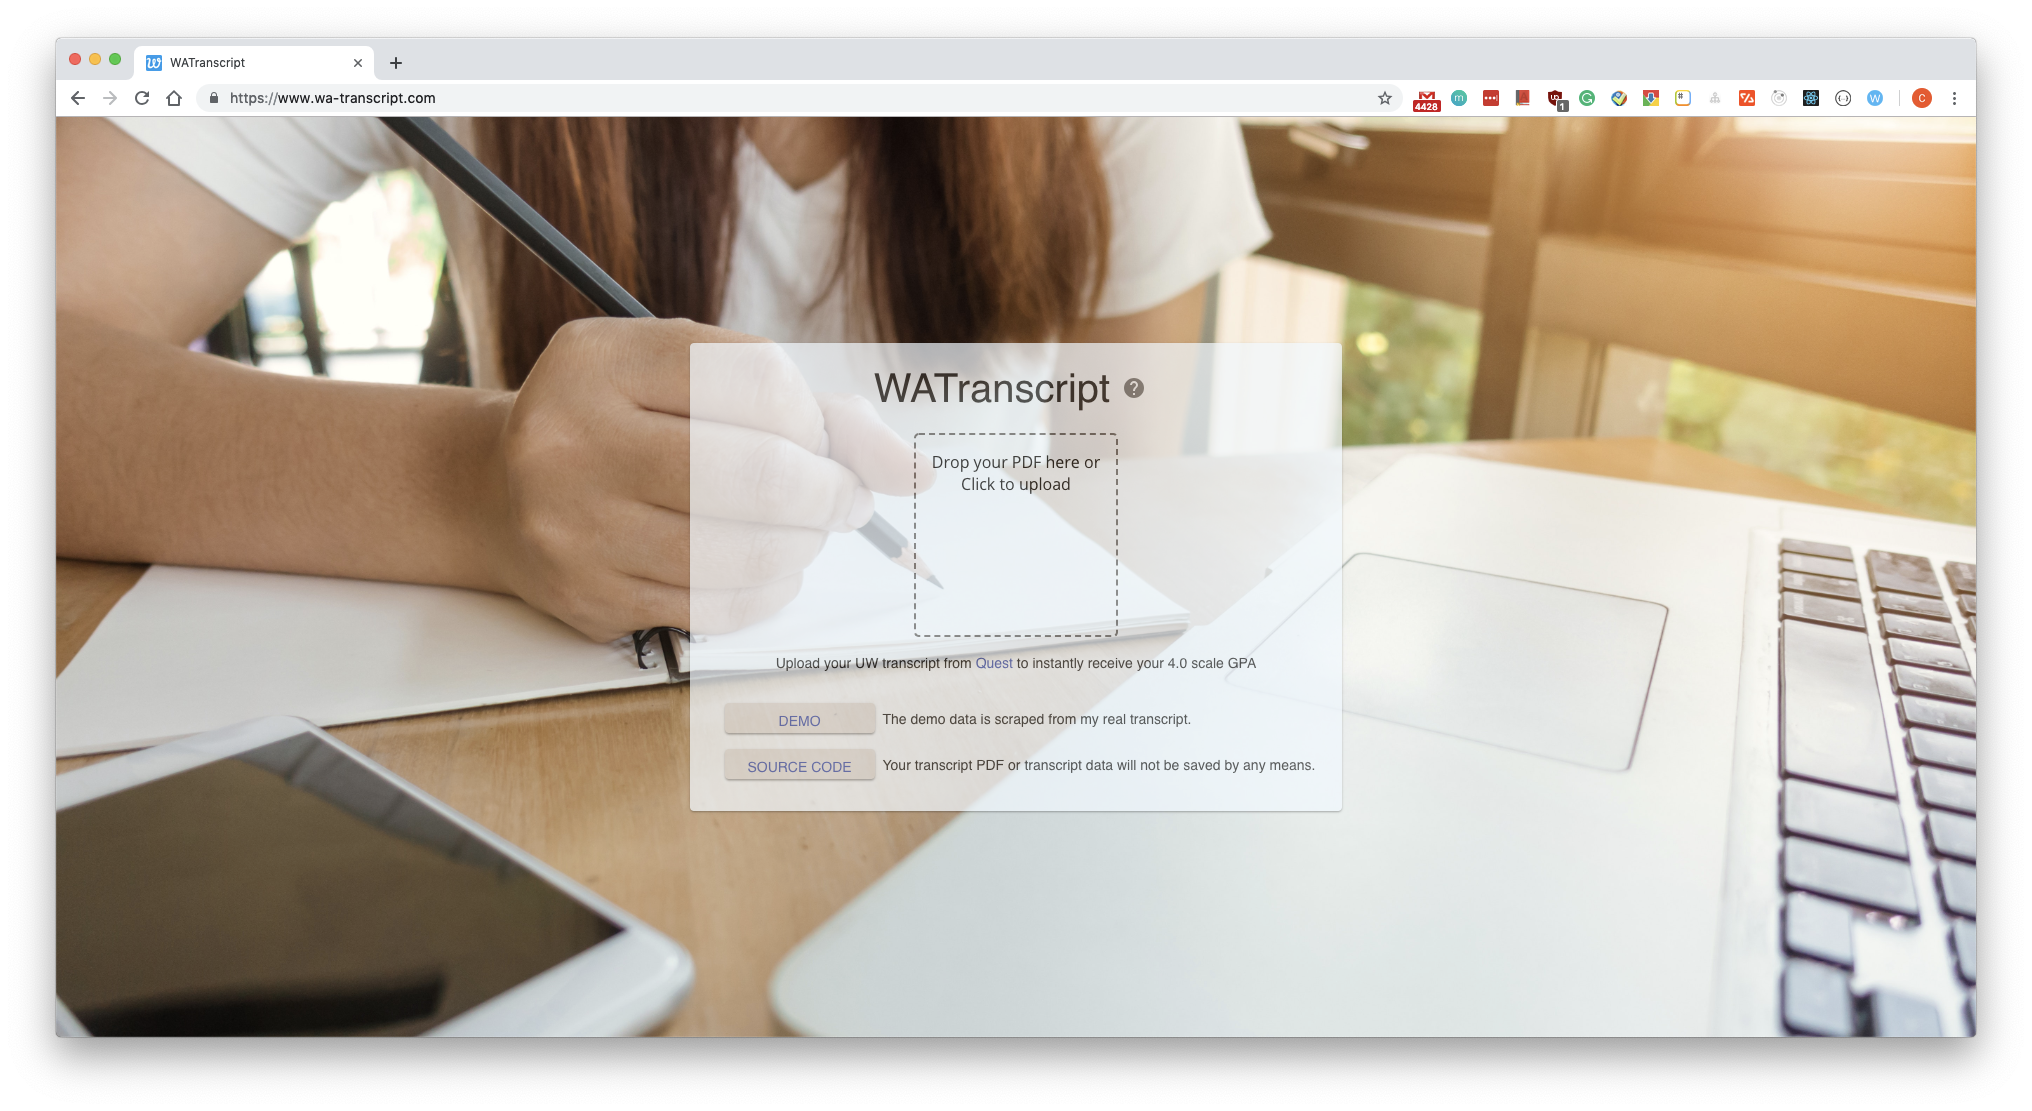 WATranscript
https://www.wa-transcript.com
4428
m
1
#
W
C
WATranscript ?
Drop your PDF here or
Click to upload
Upload your UW transcript from Quest to instantly receive your 4.0 scale GPA
DEMO The demo data is scraped from my real transcript.
SOURCE CODE Your transcript PDF or transcript data will not be saved by any means.